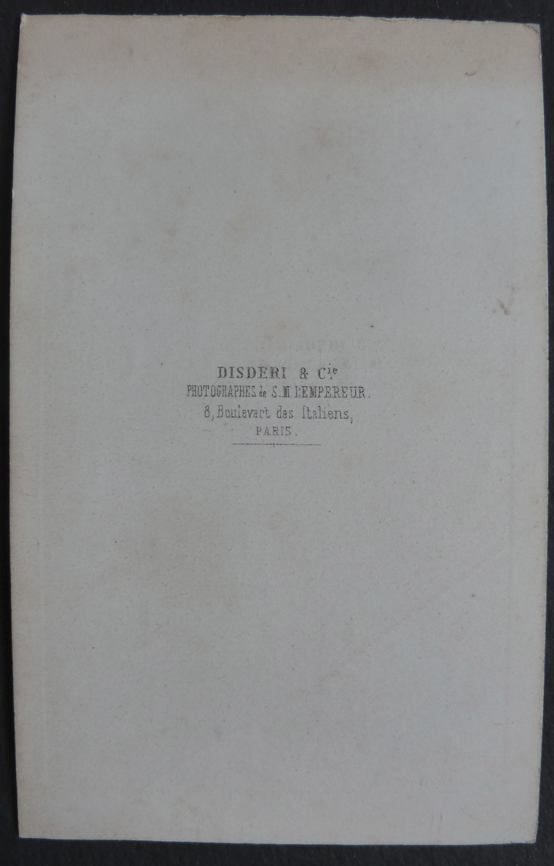 DISDERI & Cie.
PHOTOGRAPHES de S. M. L'EMPEREUR.
8, Boulevart des Italiens,
PARIS.